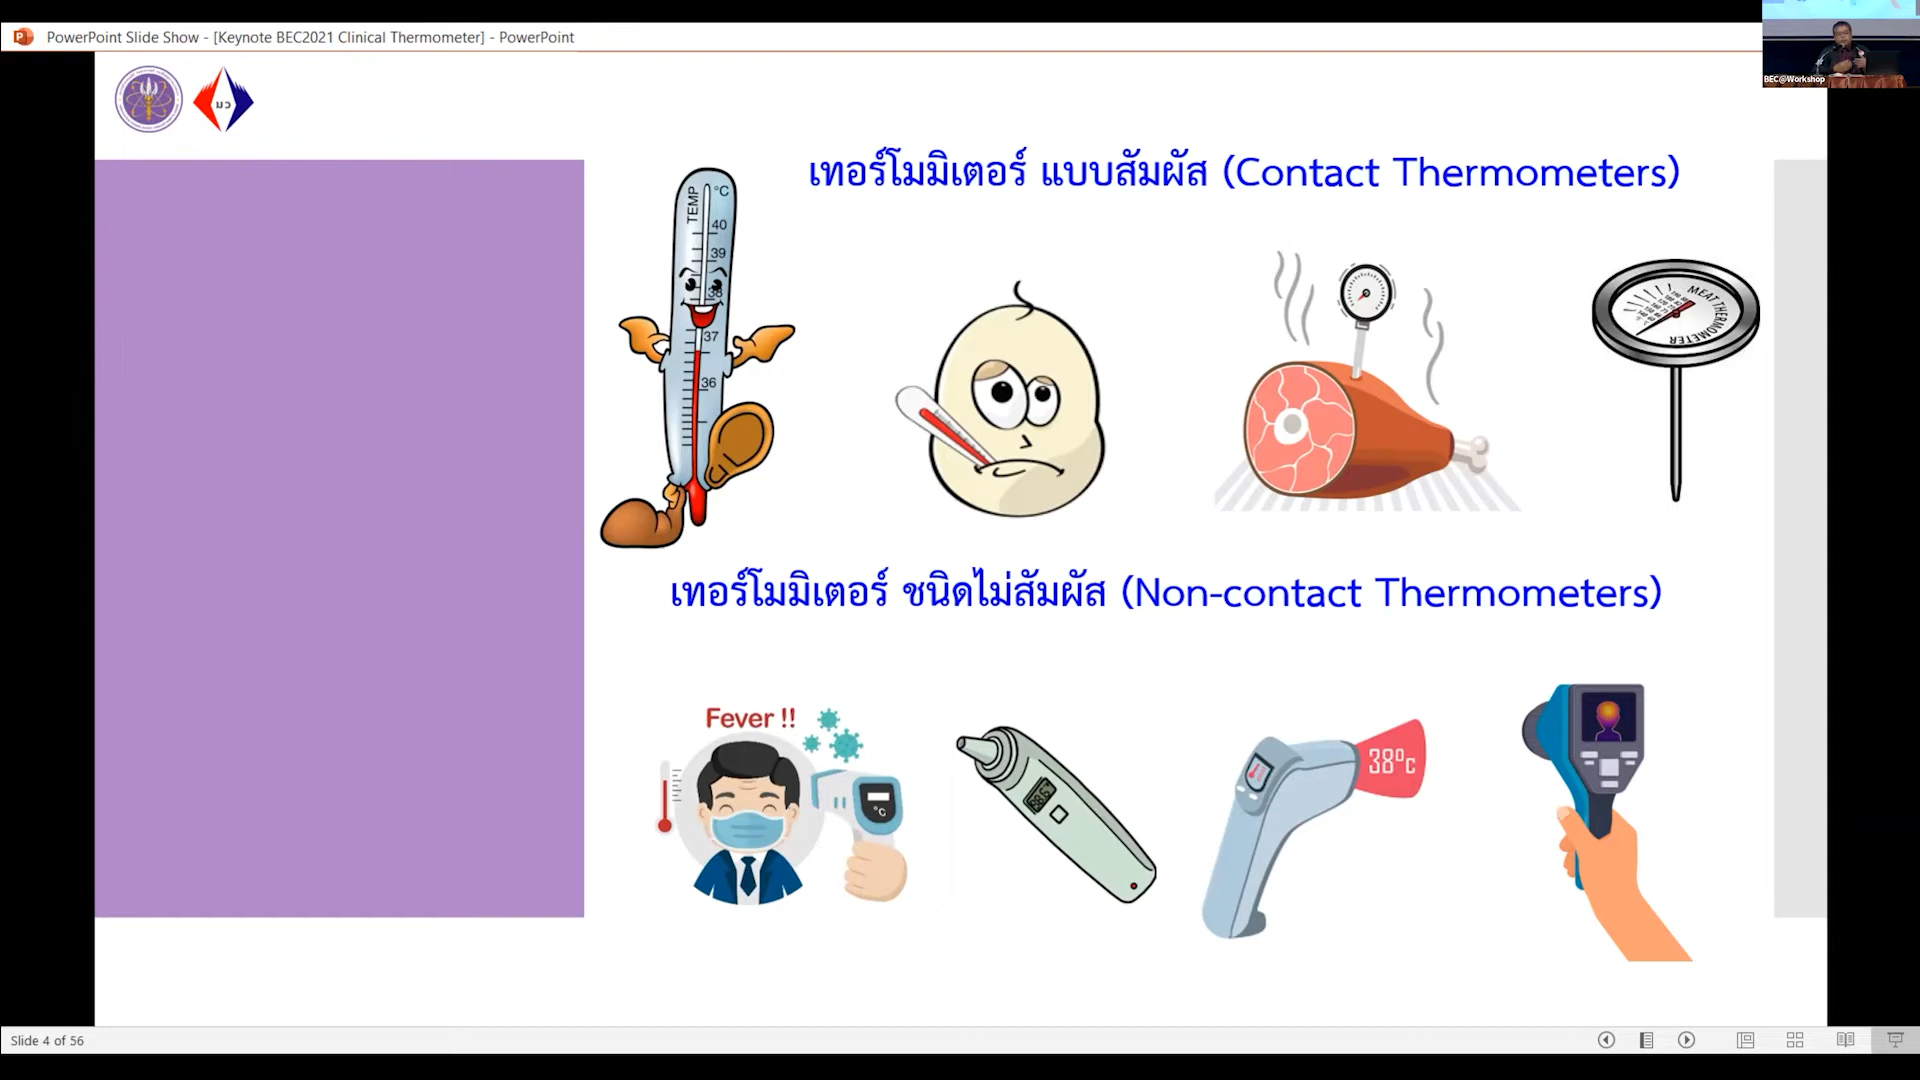 PowerPoint Slide Show - [Keynote BEC2021 Clinical Thermometer] - PowerPoint
BEC@Workshop
มว
เทอร์โมมิเตอร์ แบบสัมผัส (Contact Thermometers)
TEMP
°C
40
39
38
37
36
MEAT THERMOMETER
เทอร์โมมิเตอร์ ชนิดไม่สัมผัส (Non-contact Thermometers)
Fever !!
°C
38°c
Slide 4 of 56